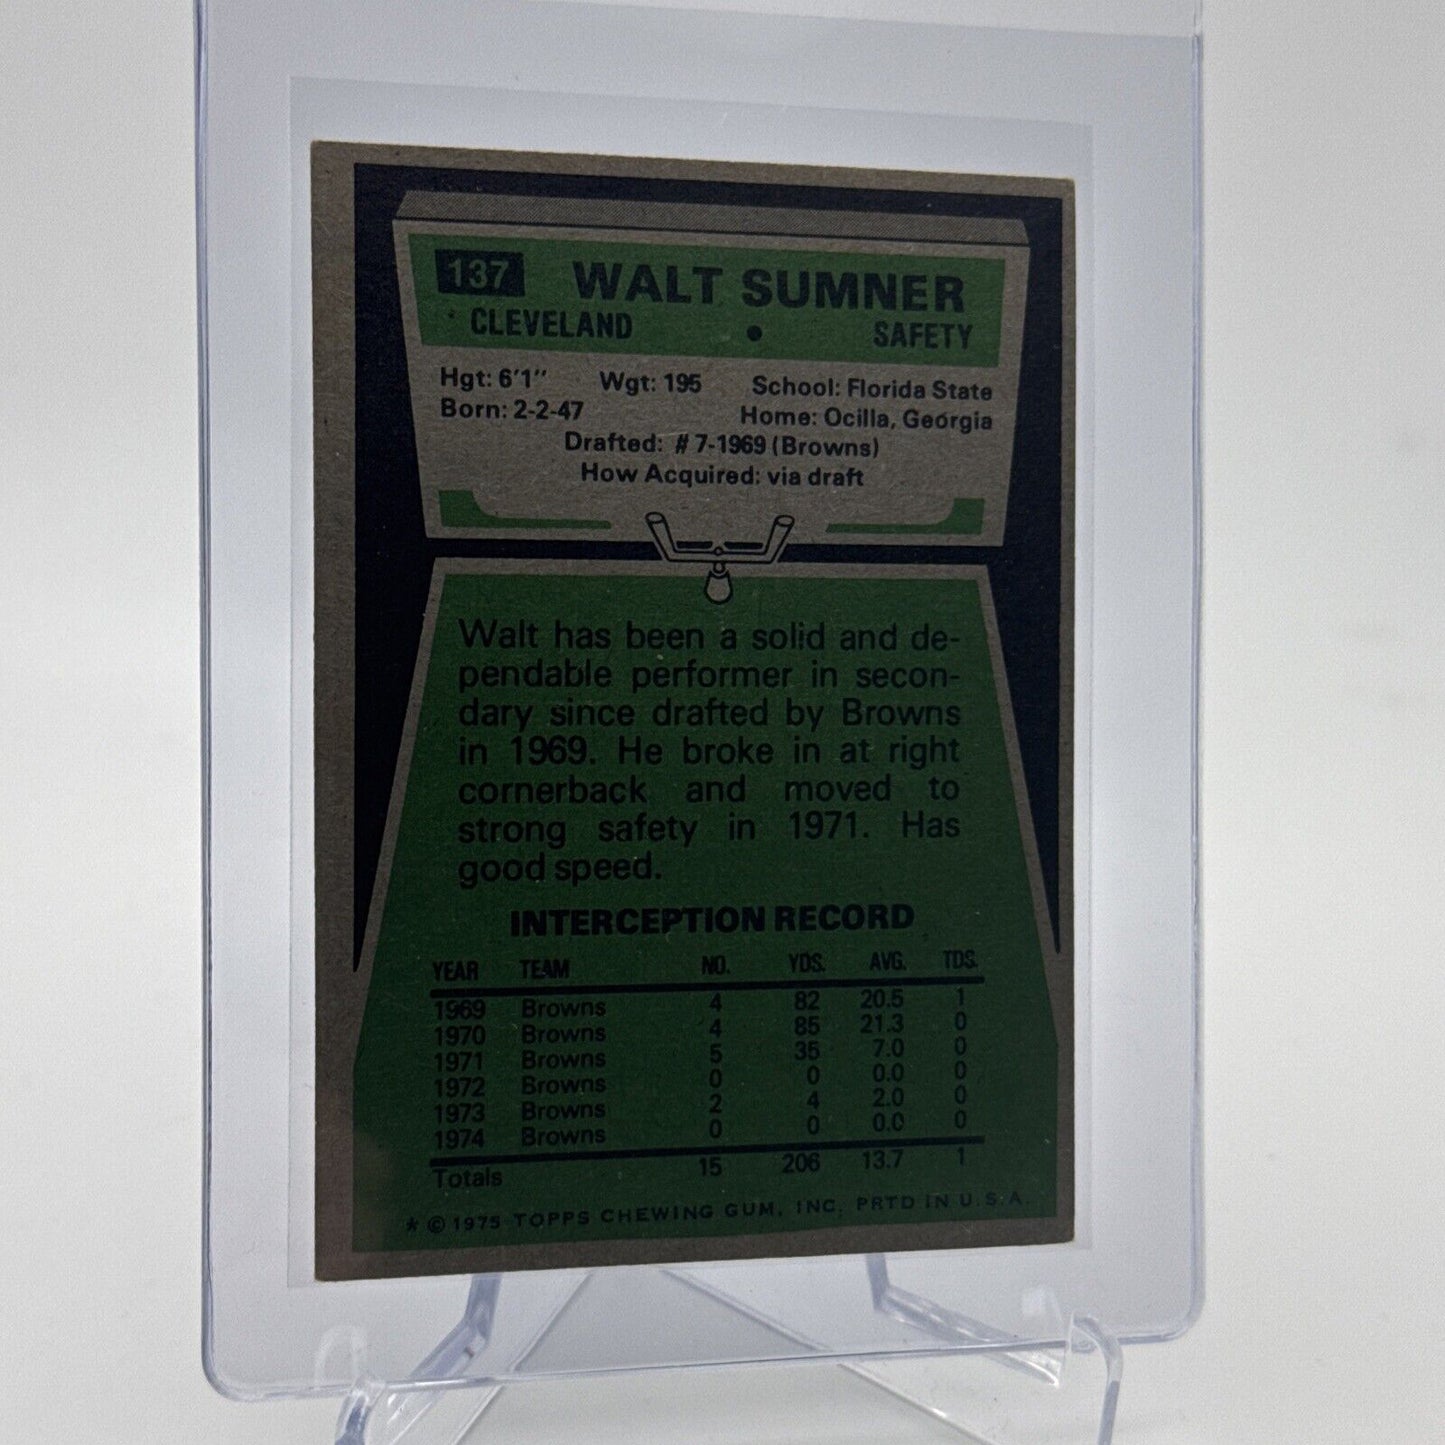 137 WALT SUMNER
CLEVELAND • SAFETY
Hgt: 6'1" Wgt: 195 School: Florida State
Born: 2-2-47 Home: Ocilla, Georgia
Drafted: # 7-1969 (Browns)
How Acquired: via draft
Walt has been a solid and de-
pendable performer in secon-
dary since drafted by Browns
in 1969. He broke in at right
cornerback and moved to
strong safety in 1971. Has
good speed.
INTERCEPTION RECORD
YEAR TEAM NO. YDS. AVG. TDS.
1969 Browns 4 82 20.5 1
1970 Browns 4 85 21.3 0
1971 Browns 5 35 7.0 0
1972 Browns 0 0 0.0 0
1973 Browns 2 4 2.0 0
1974 Browns 0 0 0.0 0
Totals 15 206 13.7 1
* © 1975 TOPPS CHEWING GUM, INC. PRTD IN U.S.A.